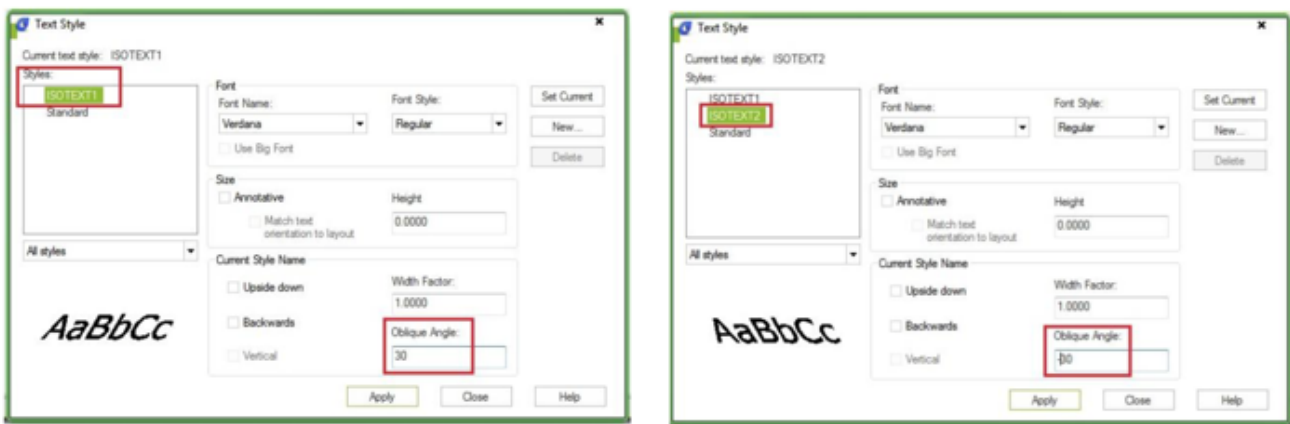 Text Style
Current text style: ISOTEXT1
Styles:
ISOTEXT1
Standard
All styles
AaBbCc
Font
Font Name:
Verdana
Font Style:
Regular
Use Big Font
Size
Annotative
Match text
orientation to layout
Height
0.0000
Current Style Name
Upside down
Backwards
Vertical
Width Factor:
1.0000
Oblique Angle:
30
Set Current
New...
Delete
Apply
Close
Help
Text Style
Current text style: ISOTEXT2
Styles:
ISOTEXT1
ISOTEXT2
Standard
All styles
AaBbCc
Font
Font Name:
Verdana
Font Style:
Regular
Use Big Font
Size
Annotative
Match text
orientation to layout
Height
0.0000
Current Style Name
Upside down
Backwards
Vertical
Width Factor:
1.0000
Oblique Angle:
-30
Set Current
New...
Delete
Apply
Close
Help